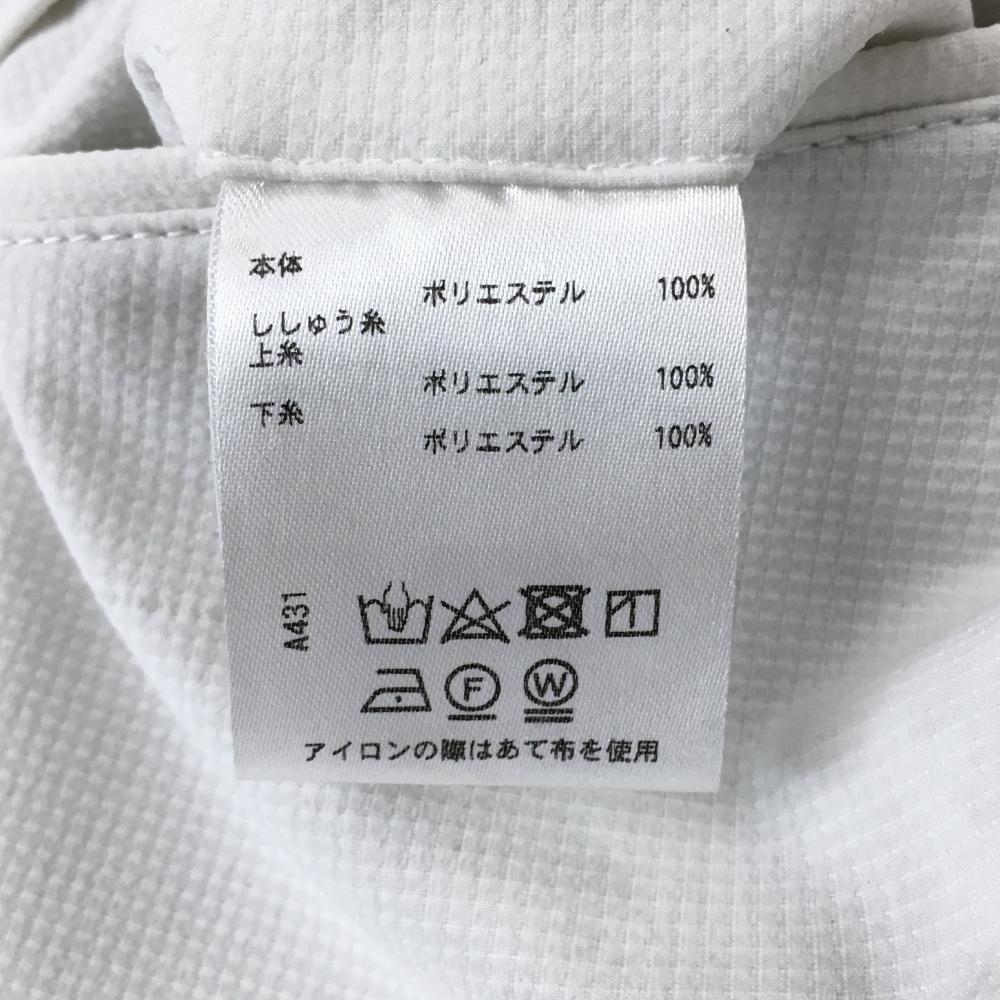 本体
ポリエステル 100%
ししゅう糸
上糸
ポリエステル 100%
下糸
ポリエステル 100%
A431
F W
アイロンの際はあて布を使用